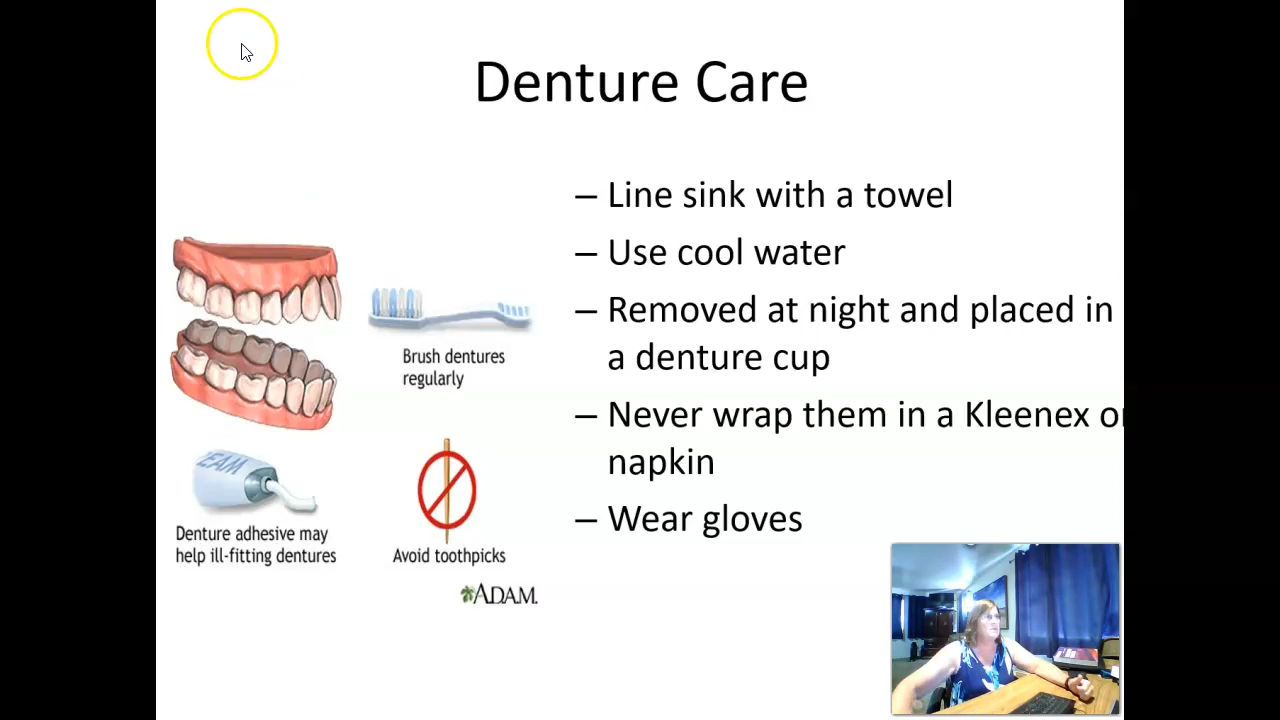 Denture Care
– Line sink with a towel
– Use cool water
– Removed at night and placed in
a denture cup
– Never wrap them in a Kleenex or
napkin
– Wear gloves
Brush dentures
regularly
EAM
Denture adhesive may
help ill-fitting dentures
Avoid toothpicks
ADAM.